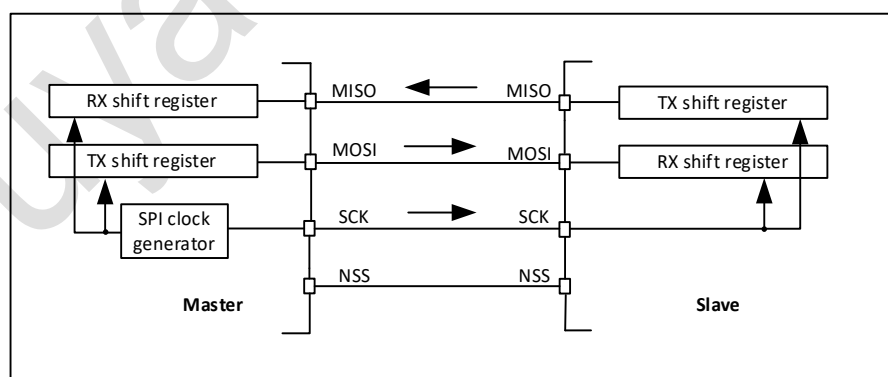 RX shift register MISO MISO TX shift register
TX shift register MOSI MOSI RX shift register
SPI clock SCK SCK
generator
NSS NSS
Master Slave